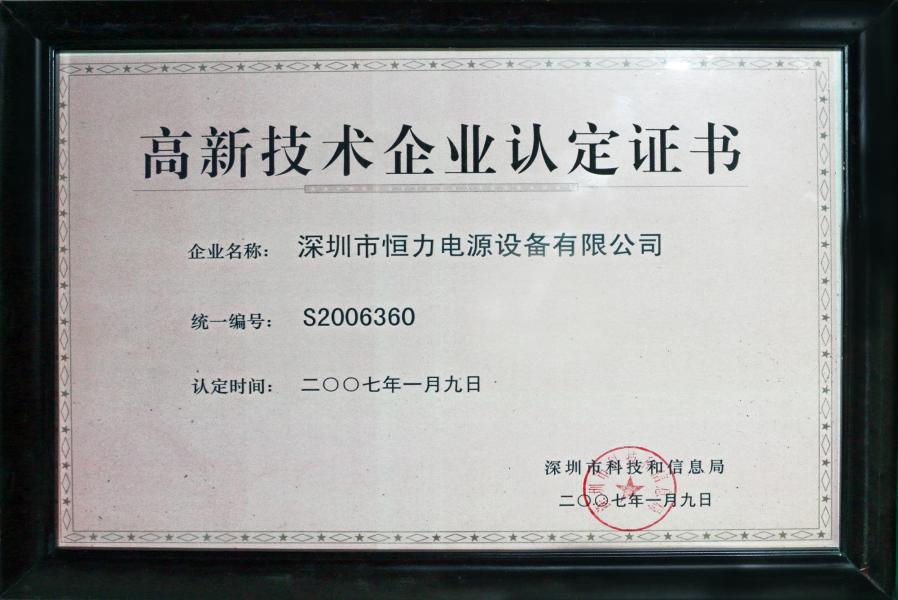 高新技术企业认定证书
企业名称： 深圳市恒力电源设备有限公司
统一编号： S2006360
认定时间： 二〇〇七年一月九日
深圳市科技和信息局
二〇〇七年一月九日